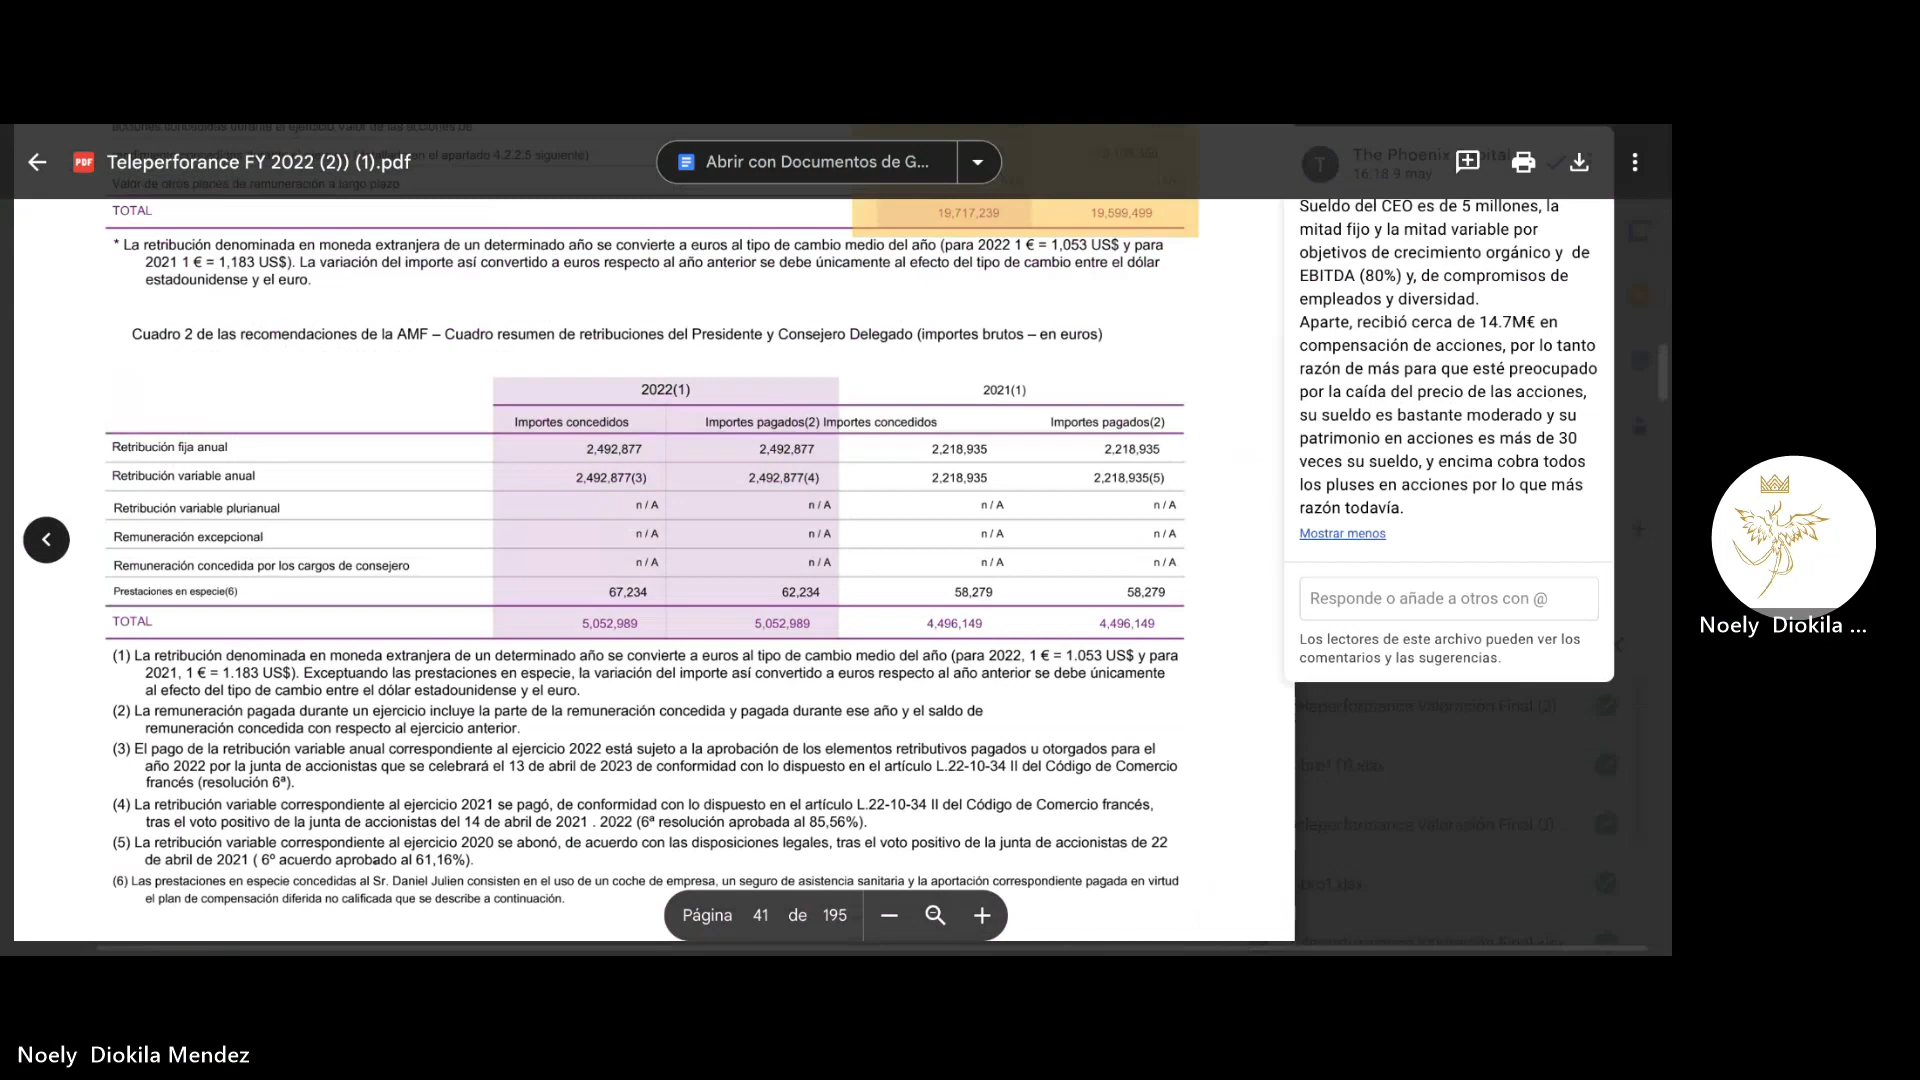 Teleperforance FY 2022 (2)) (1).pdf
Abrir con Documentos de G...
The Phoenix
16:18 9 may
Valor de otros planes de remuneración a largo plazo
TOTAL 19,717,239 19,599,499
* La retribución denominada en moneda extranjera de un determinado año se convierte a euros al tipo de cambio medio del año (para 2022 1 € = 1,053 US$ y para
2021 1 € = 1,183 US$). La variación del importe así convertido a euros respecto al año anterior se debe únicamente al efecto del tipo de cambio entre el dólar
estadounidense y el euro.
Cuadro 2 de las recomendaciones de la AMF – Cuadro resumen de retribuciones del Presidente y Consejero Delegado (importes brutos – en euros)
2022(1) 2021(1)
Importes concedidos Importes pagados(2) Importes concedidos Importes pagados(2)
Retribución fija anual 2,492,877 2,492,877 2,218,935 2,218,935
Retribución variable anual 2,492,877(3) 2,492,877(4) 2,218,935 2,218,935(5)
Retribución variable plurianual n / A n / A n / A n / A
Remuneración excepcional n / A n / A n / A n / A
Remuneración concedida por los cargos de consejero n / A n / A n / A n / A
Prestaciones en especie(6) 67,234 62,234 58,279 58,279
TOTAL 5,052,989 5,052,989 4,496,149 4,496,149
(1) La retribución denominada en moneda extranjera de un determinado año se convierte a euros al tipo de cambio medio del año (para 2022, 1 € = 1.053 US$ y para
2021, 1 € = 1.183 US$). Exceptuando las prestaciones en especie, la variación del importe así convertido a euros respecto al año anterior se debe únicamente
al efecto del tipo de cambio entre el dólar estadounidense y el euro.
(2) La remuneración pagada durante un ejercicio incluye la parte de la remuneración concedida y pagada durante ese año y el saldo de
remuneración concedida con respecto al ejercicio anterior.
(3) El pago de la retribución variable anual correspondiente al ejercicio 2022 está sujeto a la aprobación de los elementos retributivos pagados u otorgados para el
año 2022 por la junta de accionistas que se celebrará el 13 de abril de 2023 de conformidad con lo dispuesto en el artículo L.22-10-34 II del Código de Comercio
francés (resolución 6ª).
(4) La retribución variable correspondiente al ejercicio 2021 se pagó, de conformidad con lo dispuesto en el artículo L.22-10-34 II del Código de Comercio francés,
tras el voto positivo de la junta de accionistas del 14 de abril de 2021 . 2022 (6ª resolución aprobada al 85,56%).
(5) La retribución variable correspondiente al ejercicio 2020 se abonó, de acuerdo con las disposiciones legales, tras el voto positivo de la junta de accionistas de 22
de abril de 2021 ( 6º acuerdo aprobado al 61,16%).
(6) Las prestaciones en especie concedidas al Sr. Daniel Julien consisten en el uso de un coche de empresa, un seguro de asistencia sanitaria y la aportación correspondiente pagada en virtud
el plan de compensación diferida no calificada que se describe a continuación.
Página 41 de 195
Sueldo del CEO es de 5 millones, la
mitad fijo y la mitad variable por
objetivos de crecimiento orgánico y de
EBITDA (80%) y, de compromisos de
empleados y diversidad.
Aparte, recibió cerca de 14.7M€ en
compensación de acciones, por lo tanto
razón de más para que esté preocupado
por la caída del precio de las acciones,
su sueldo es bastante moderado y su
patrimonio en acciones es más de 30
veces su sueldo, y encima cobra todos
los pluses en acciones por lo que más
razón todavía.
Mostrar menos
Responde o añade a otros con @
Los lectores de este archivo pueden ver los
comentarios y las sugerencias.
Noely Diokila ...
Noely Diokila Mendez